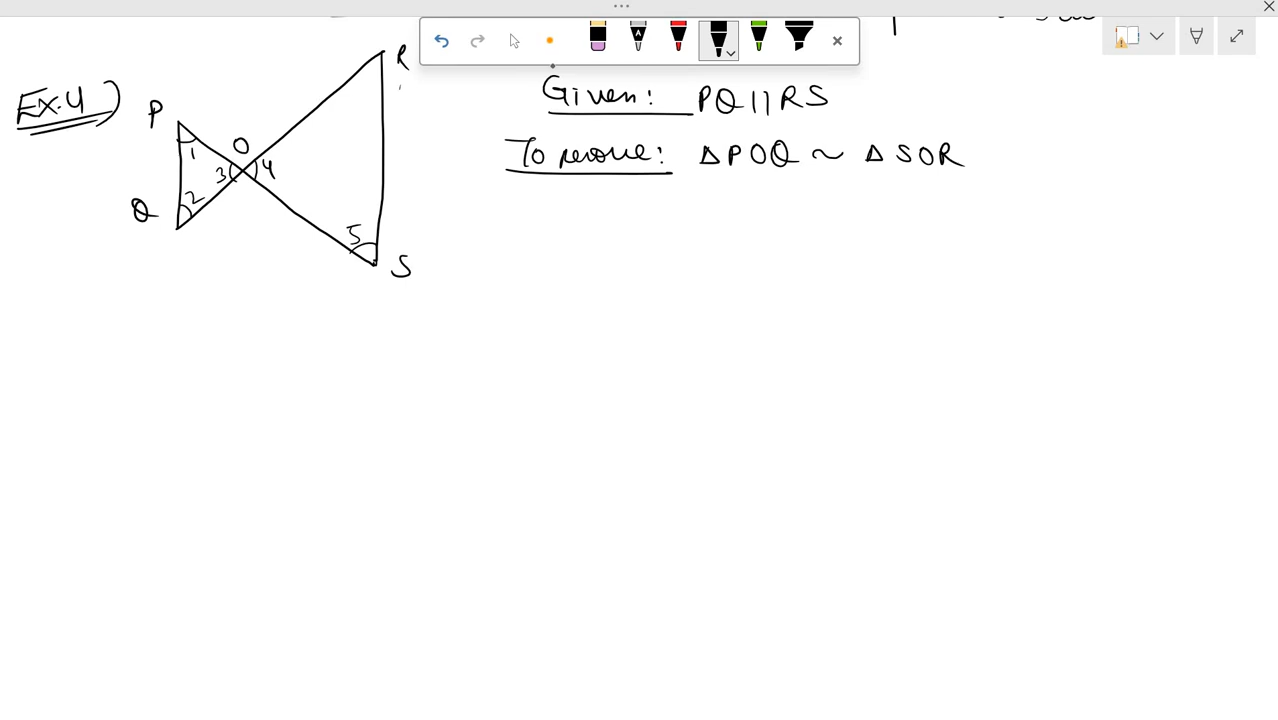 Ex.4)
P
Q
O
R
S
1
2
3
4
5
Given: PQ || RS
To prove: ΔPOQ ~ ΔSOR